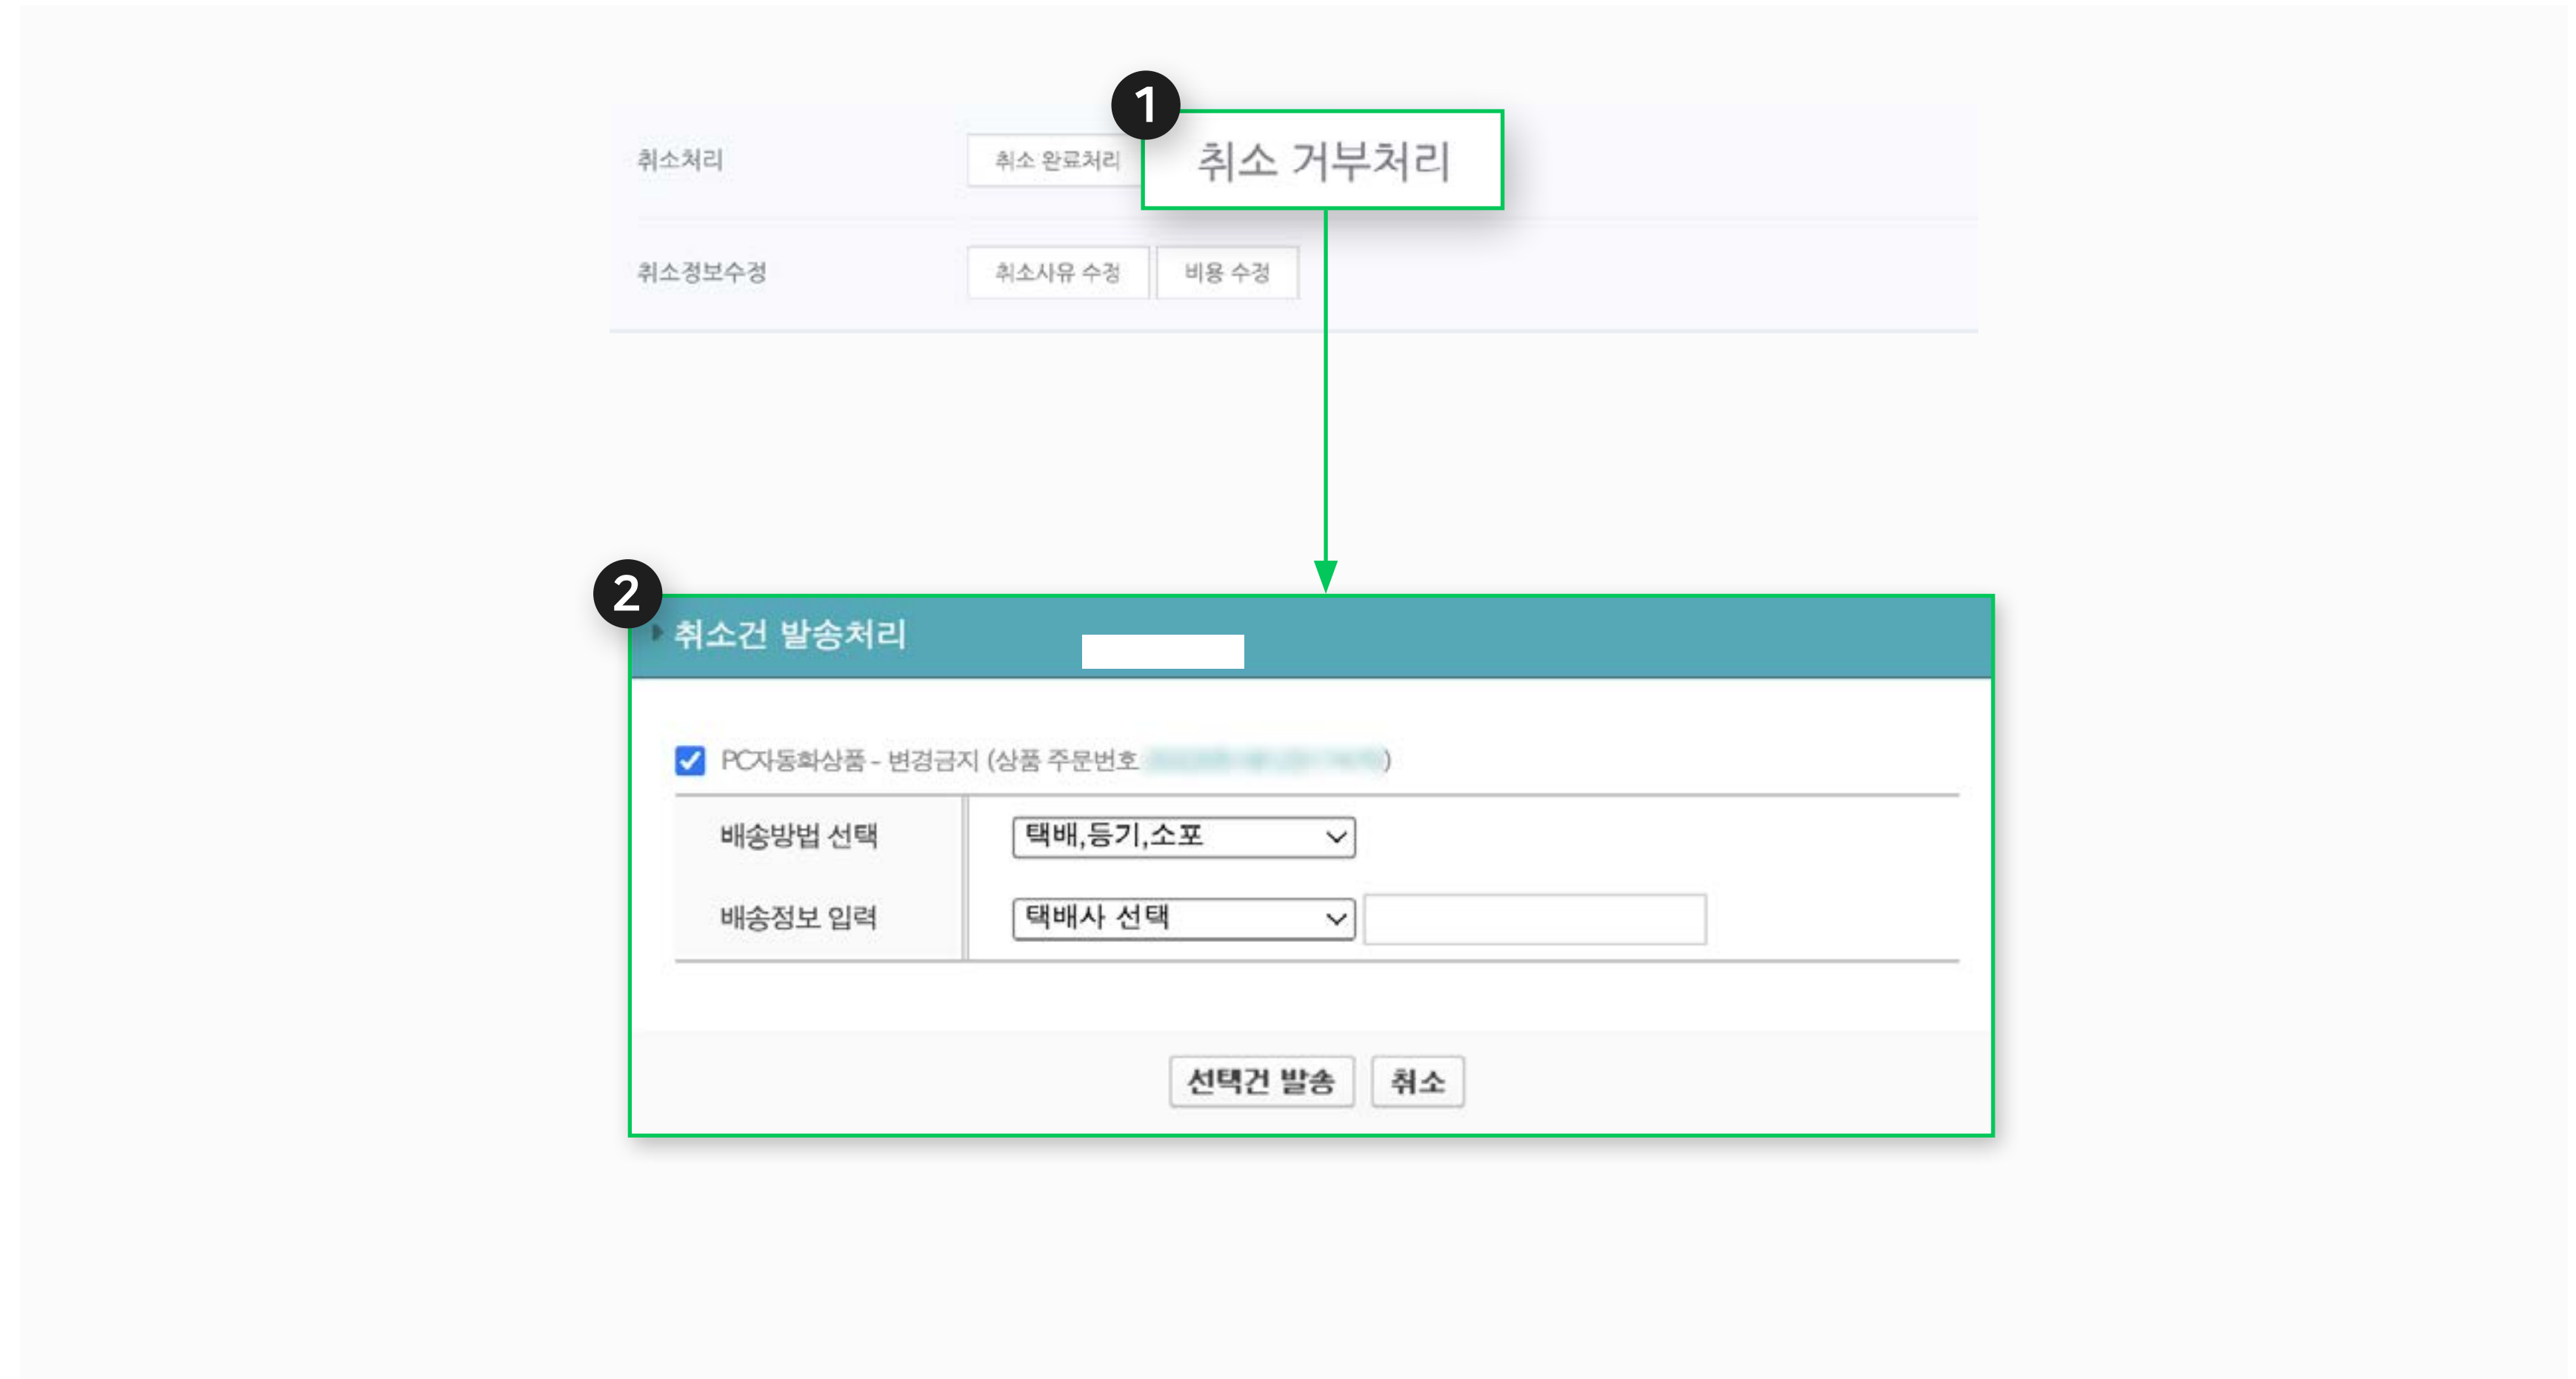 1
취소처리 취소 완료처리 취소 거부처리
취소정보수정 취소사유 수정 비용 수정
2
취소건 발송처리
PC자동화상품 - 변경금지 (상품 주문번호 )
배송방법 선택 택배,등기,소포
배송정보 입력 택배사 선택
선택건 발송 취소